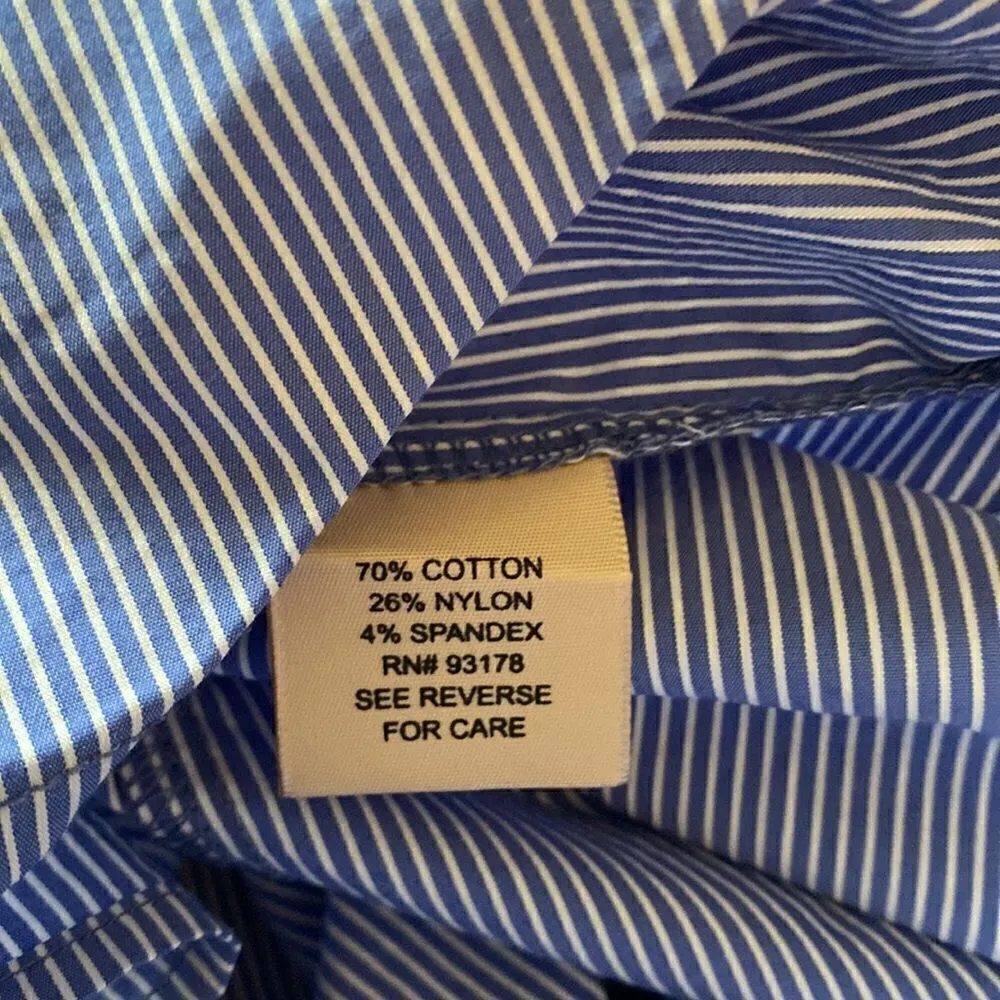 70% COTTON
26% NYLON
4% SPANDEX
RN# 93178
SEE REVERSE
FOR CARE